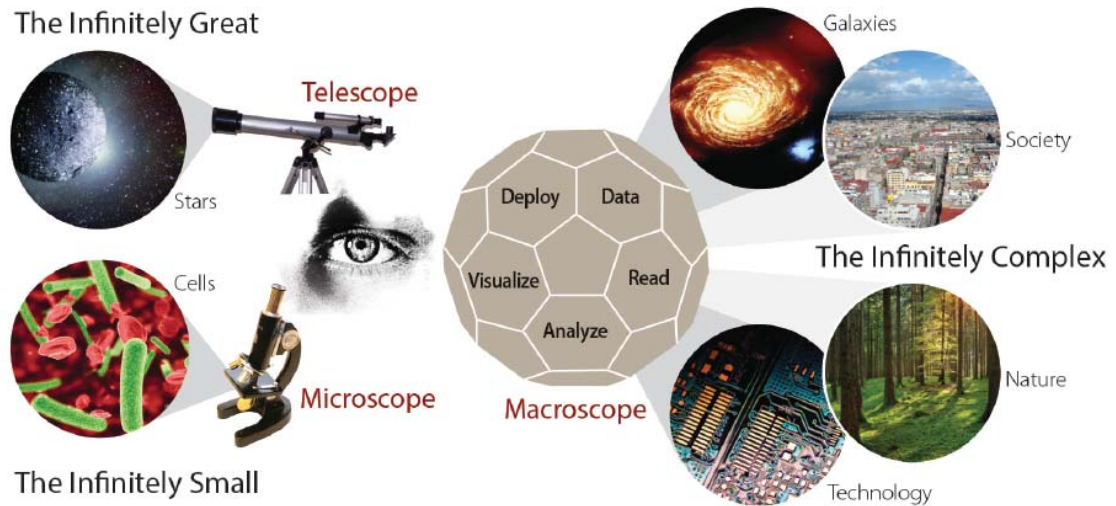 The Infinitely Great
Galaxies
Telescope
Society
Deploy
Data
Stars
Cells
The Infinitely Complex
Visualize
Read
Analyze
Nature
Microscope
Macroscope
The Infinitely Small
Technology